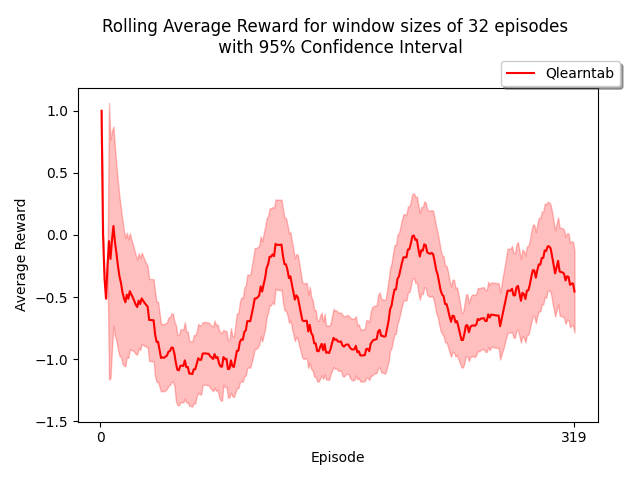 Rolling Average Reward for window sizes of 32 episodes
with 95% Confidence Interval
Qlearntab
1.0
0.5
0.0
−0.5
−1.0
−1.5
Average Reward
0
319
Episode